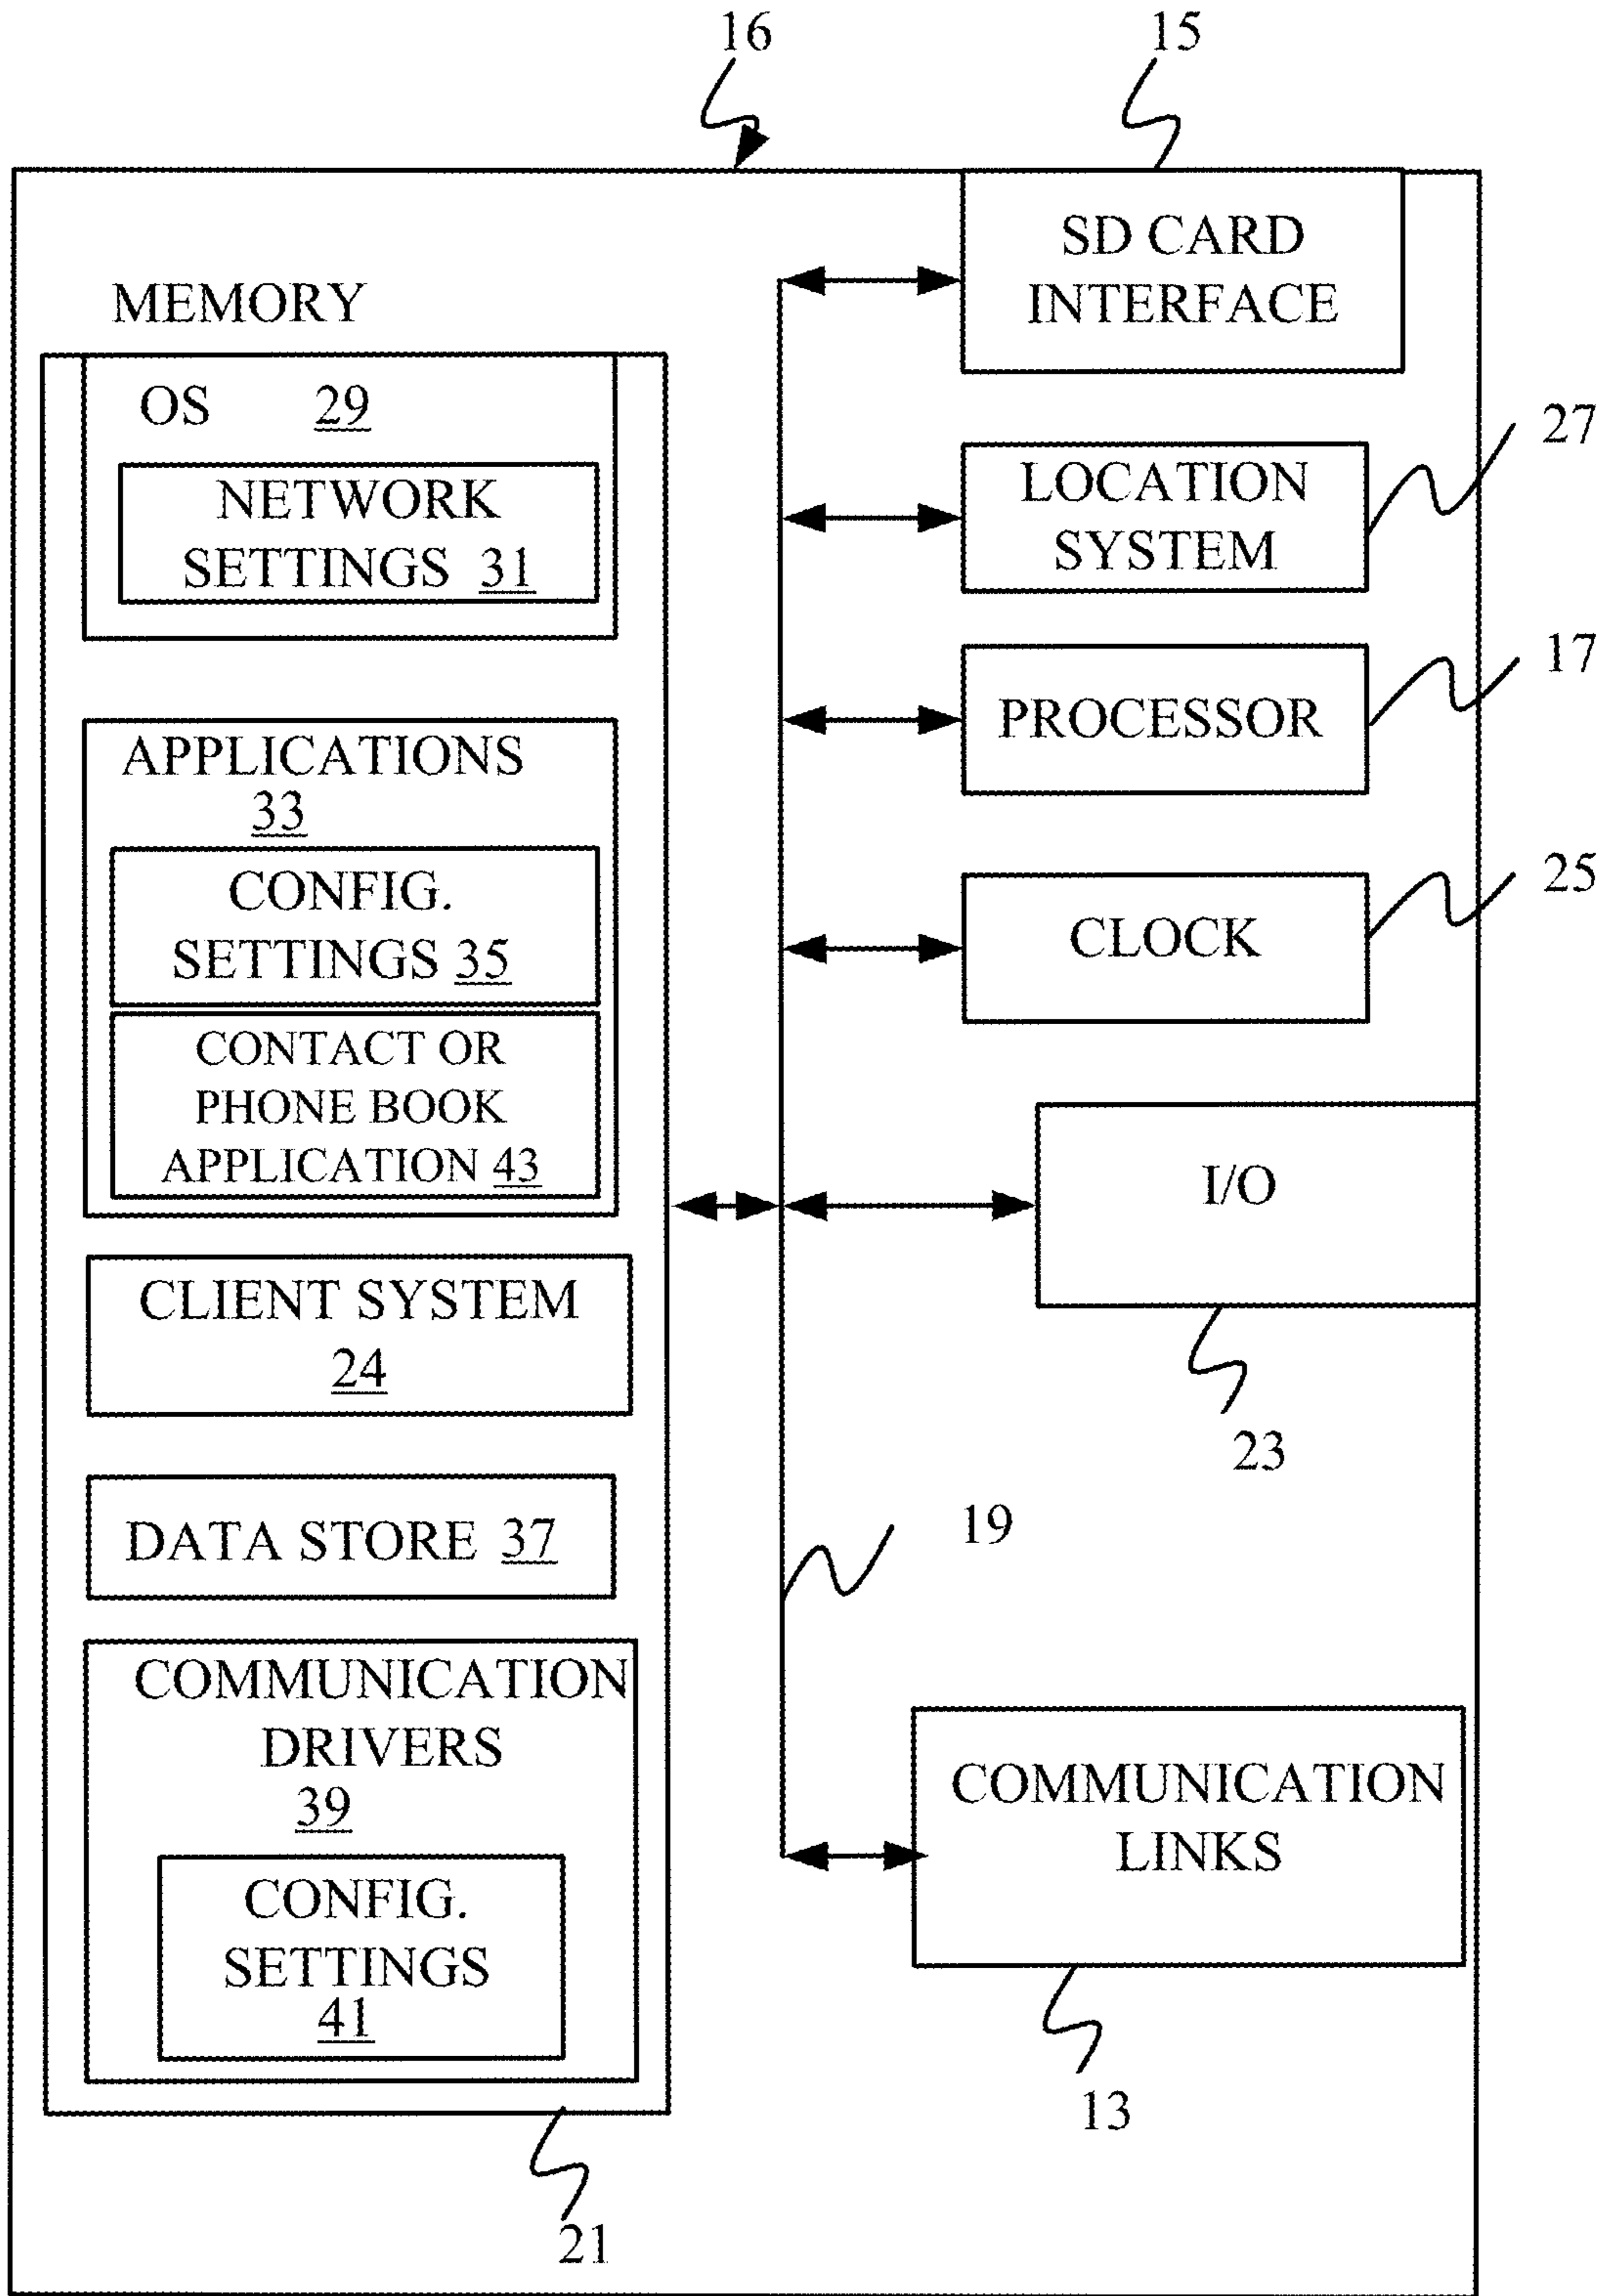 16
15
SD CARD
INTERFACE
MEMORY
OS 29
NETWORK
SETTINGS 31
27
LOCATION
SYSTEM
17
PROCESSOR
APPLICATIONS
33
CONFIG.
SETTINGS 35
25
CLOCK
CONTACT OR
PHONE BOOK
APPLICATION 43
I/O
23
CLIENT SYSTEM
24
DATA STORE 37
19
COMMUNICATION
DRIVERS
39
CONFIG.
SETTINGS
41
COMMUNICATION
LINKS
13
21